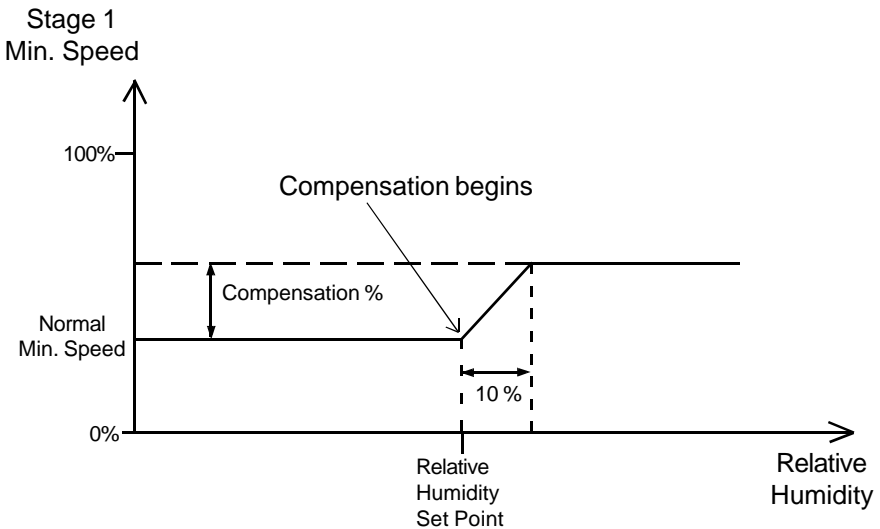 Stage 1
Min. Speed
100%
Compensation begins
Compensation %
Normal
Min. Speed
10 %
0%
Relative
Humidity
Set Point
Relative
Humidity